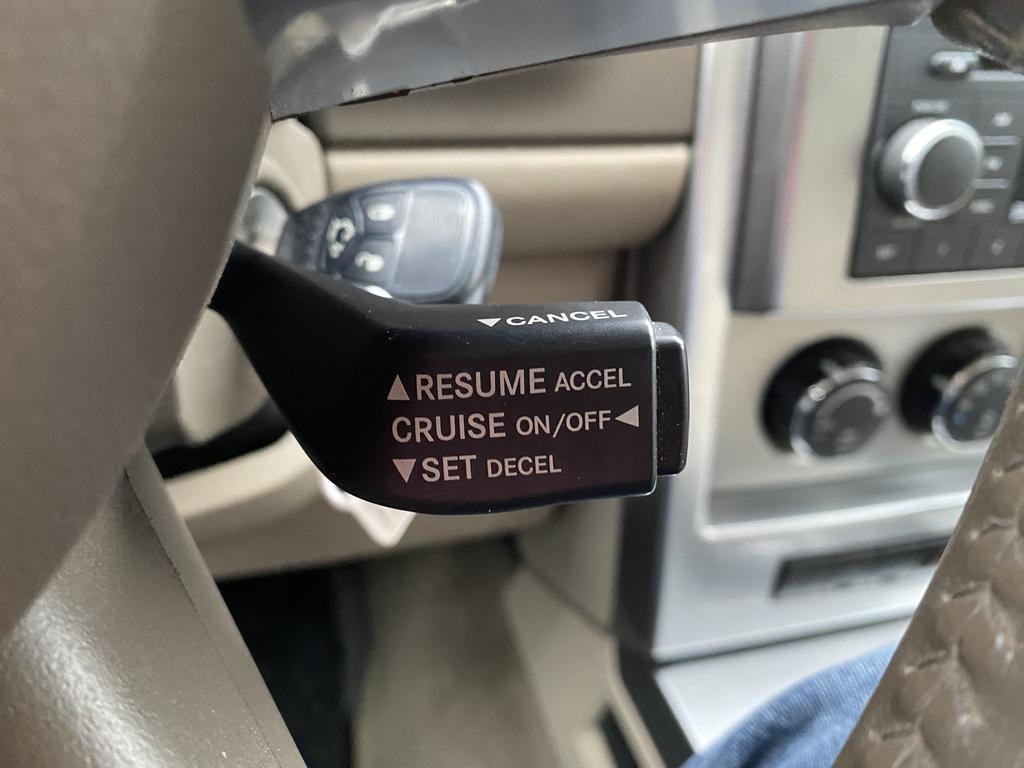 ▼CANCEL
▲RESUME ACCEL
CRUISE ON/OFF◀
▼SET DECEL